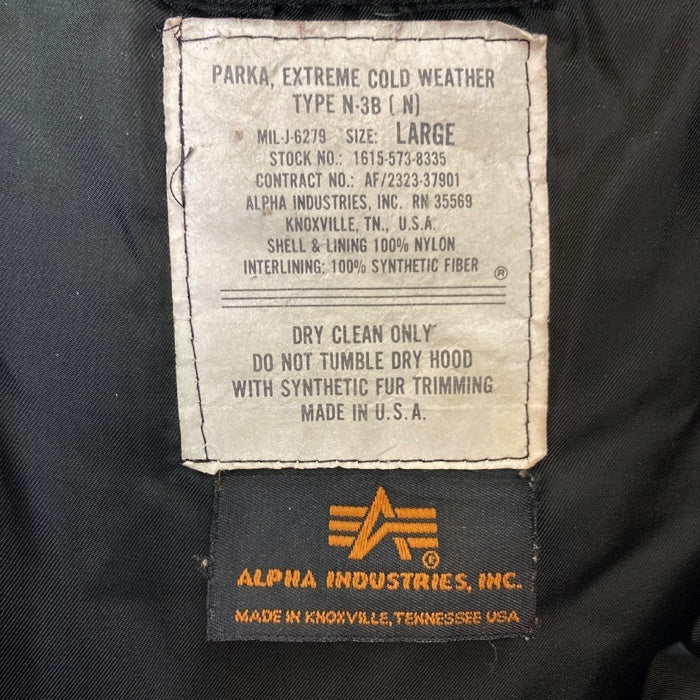 PARKA, EXTREME COLD WEATHER
TYPE N-3B ( N)
MIL-J-6279 SIZE: LARGE
STOCK NO.: 1615-573-8335
CONTRACT NO.: AF/2323-37901
ALPHA INDUSTRIES, INC. RN 35569
KNOXVILLE, TN., U.S.A.
SHELL & LINING 100% NYLON
INTERLINING: 100% SYNTHETIC FIBER ®
DRY CLEAN ONLY
DO NOT TUMBLE DRY HOOD
WITH SYNTHETIC FUR TRIMMING
MADE IN U.S.A.
®
ALPHA INDUSTRIES, INC.
MADE IN KNOXVILLE, TENNESSEE USA